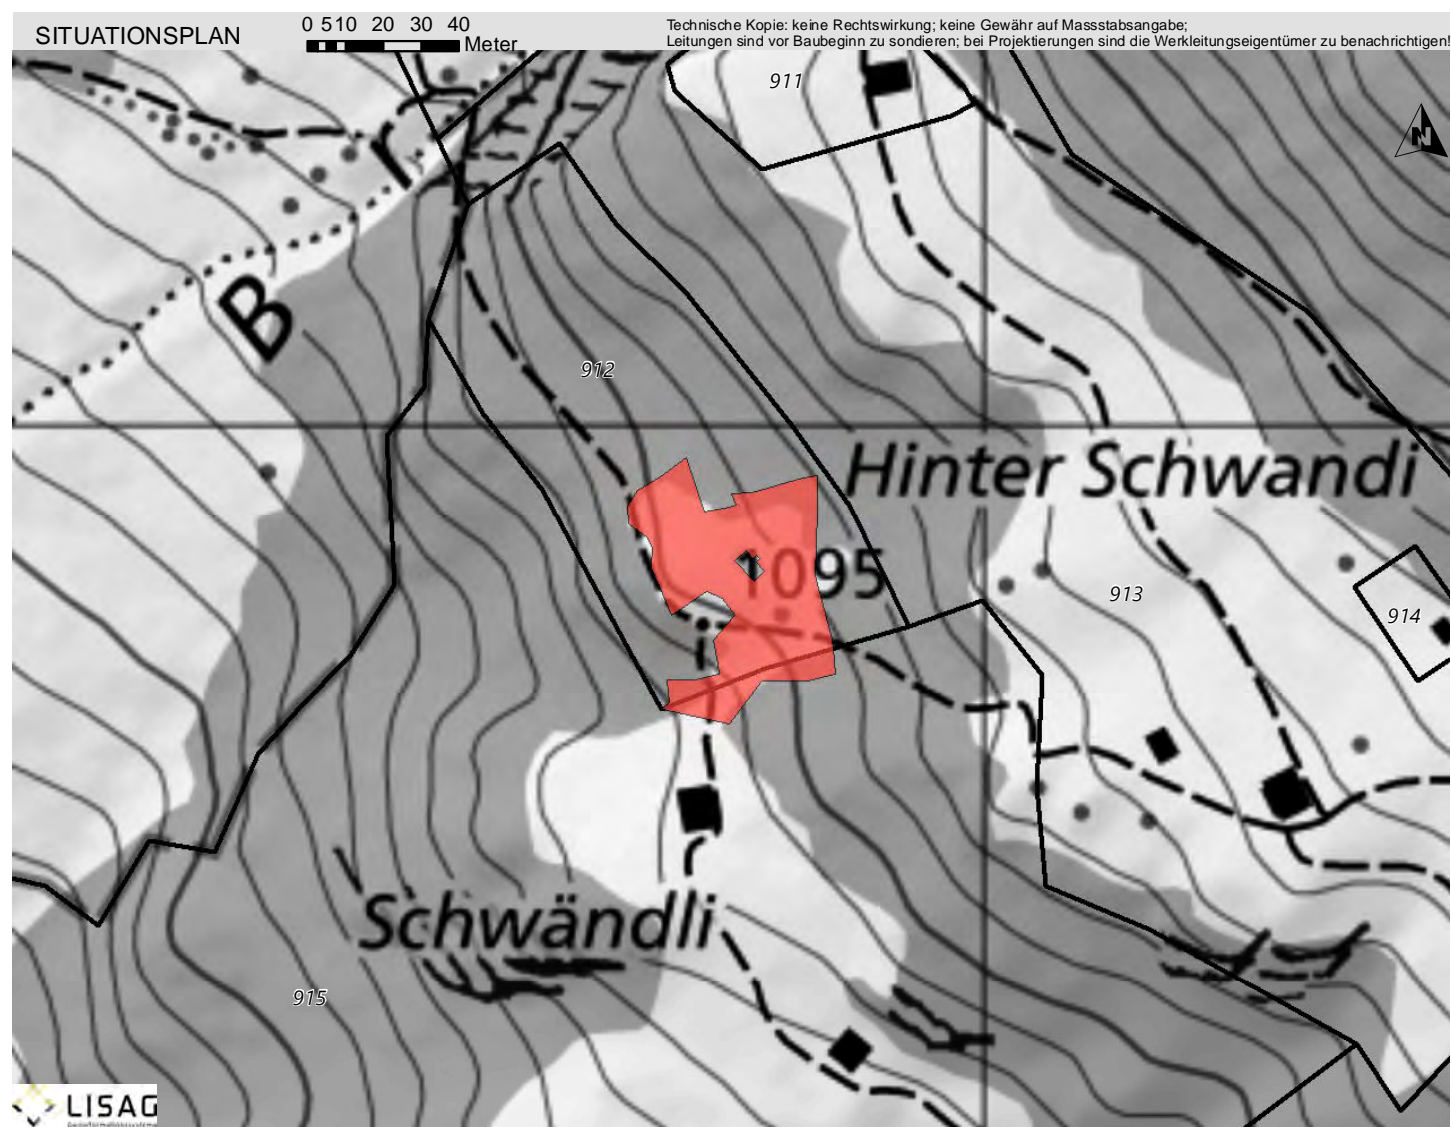 SITUATIONSPLAN
0 5 10 20 30 40
Meter
Technische Kopie: keine Rechtswirkung; keine Gewähr auf Massstabsangabe;
Leitungen sind vor Baubeginn zu sondieren; bei Projektierungen sind die Werkleitungseigentümer zu benachrichtigen!
911
N
r
B
912
Hinter Schwandi
1095
913
914
Schwändli
915
LISAG